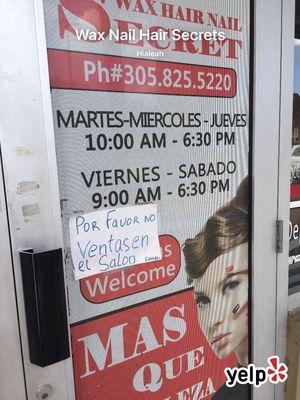 WAX HAIR NAIL
SECRET
Wax Nail Hair Secrets
Hialeah
Ph#305.825.5220
MARTES-MIERCOLES-JUEVES
10:00 AM - 6:30 PM
VIERNES - SABADO
9:00 AM - 6:30 PM
Por Favor no
Ventas en
el Salon
Welcome
MAS
QUE
yelp